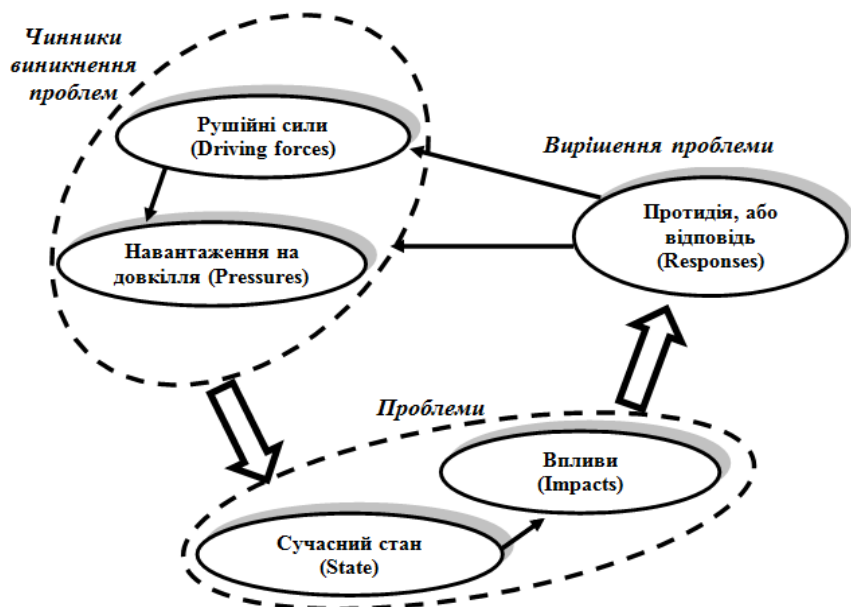 Чинники
виникнення
проблем
Рушійні сили
(Driving forces)
Навантаження на
довкілля (Pressures)
Вирішення проблеми
Протидія, або
відповідь
(Responses)
Проблеми
Впливи
(Impacts)
Сучасний стан
(State)